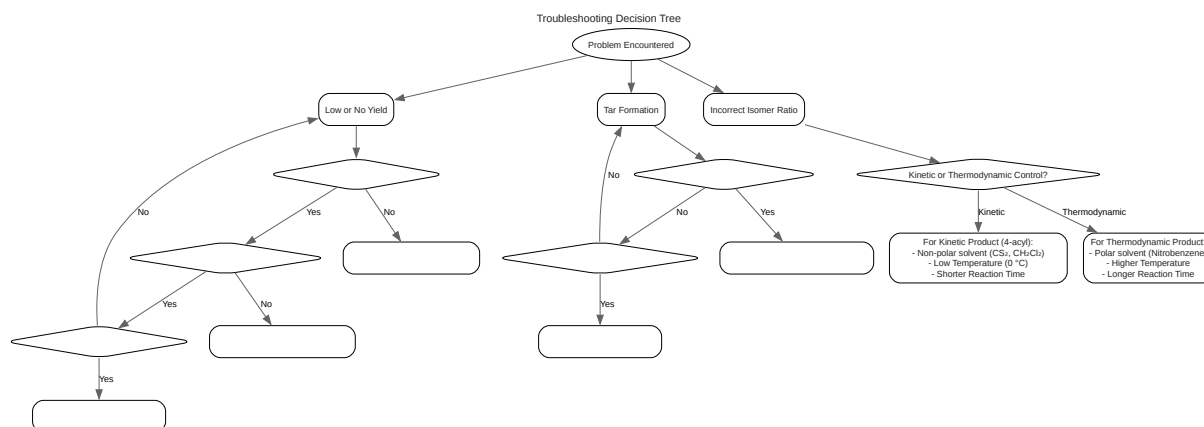 Troubleshooting Decision Tree
Problem Encountered
Low or No Yield
Tar Formation
Incorrect Isomer Ratio
Kinetic or Thermodynamic Control?
No
No
Yes
No
No
Yes
Kinetic
Thermodynamic
For Kinetic Product (4-acyl):
- Non-polar solvent (CS₂, CH₂Cl₂)
- Low Temperature (0 °C)
- Shorter Reaction Time
For Thermodynamic Product
- Polar solvent (Nitrobenzene
- Higher Temperature
- Longer Reaction Time
Yes
No
Yes
Yes